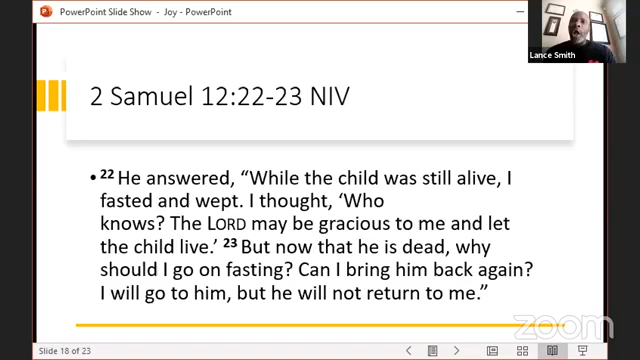 PowerPoint Slide Show - Joy - PowerPoint
Lance Smith
2 Samuel 12:22-23 NIV
• 22 He answered, “While the child was still alive, I
fasted and wept. I thought, ‘Who
knows? The LORD may be gracious to me and let
the child live.’ 23 But now that he is dead, why
should I go on fasting? Can I bring him back again?
I will go to him, but he will not return to me.”
zoom
Slide 18 of 23